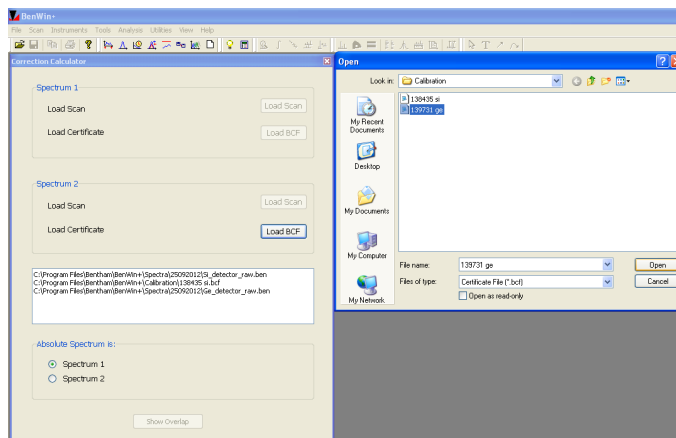 BenWin+
File Scan Instruments Tools Analysis Utilities View Help
Correction Calculator
Spectrum 1
Load Scan
Load Scan
Load Certificate
Load BCF
Spectrum 2
Load Scan
Load Scan
Load Certificate
Load BCF
C:\Program Files\Bentham\BenWin+\Spectra\25092012\Si_detector_raw.ben
C:\Program Files\Bentham\BenWin+\Calibration\138435 si.bcf
C:\Program Files\Bentham\BenWin+\Spectra\25092012\Ge_detector_raw.ben
Absolute Spectrum is:
Spectrum 1
Spectrum 2
Show Overlap
Open
Look in:
Calibration
138435 si
139731 ge
My Recent
Documents
Desktop
My Documents
My Computer
My Network
File name:
139731 ge
Open
Files of type:
Certificate File (*.bcf)
Cancel
Open as read-only